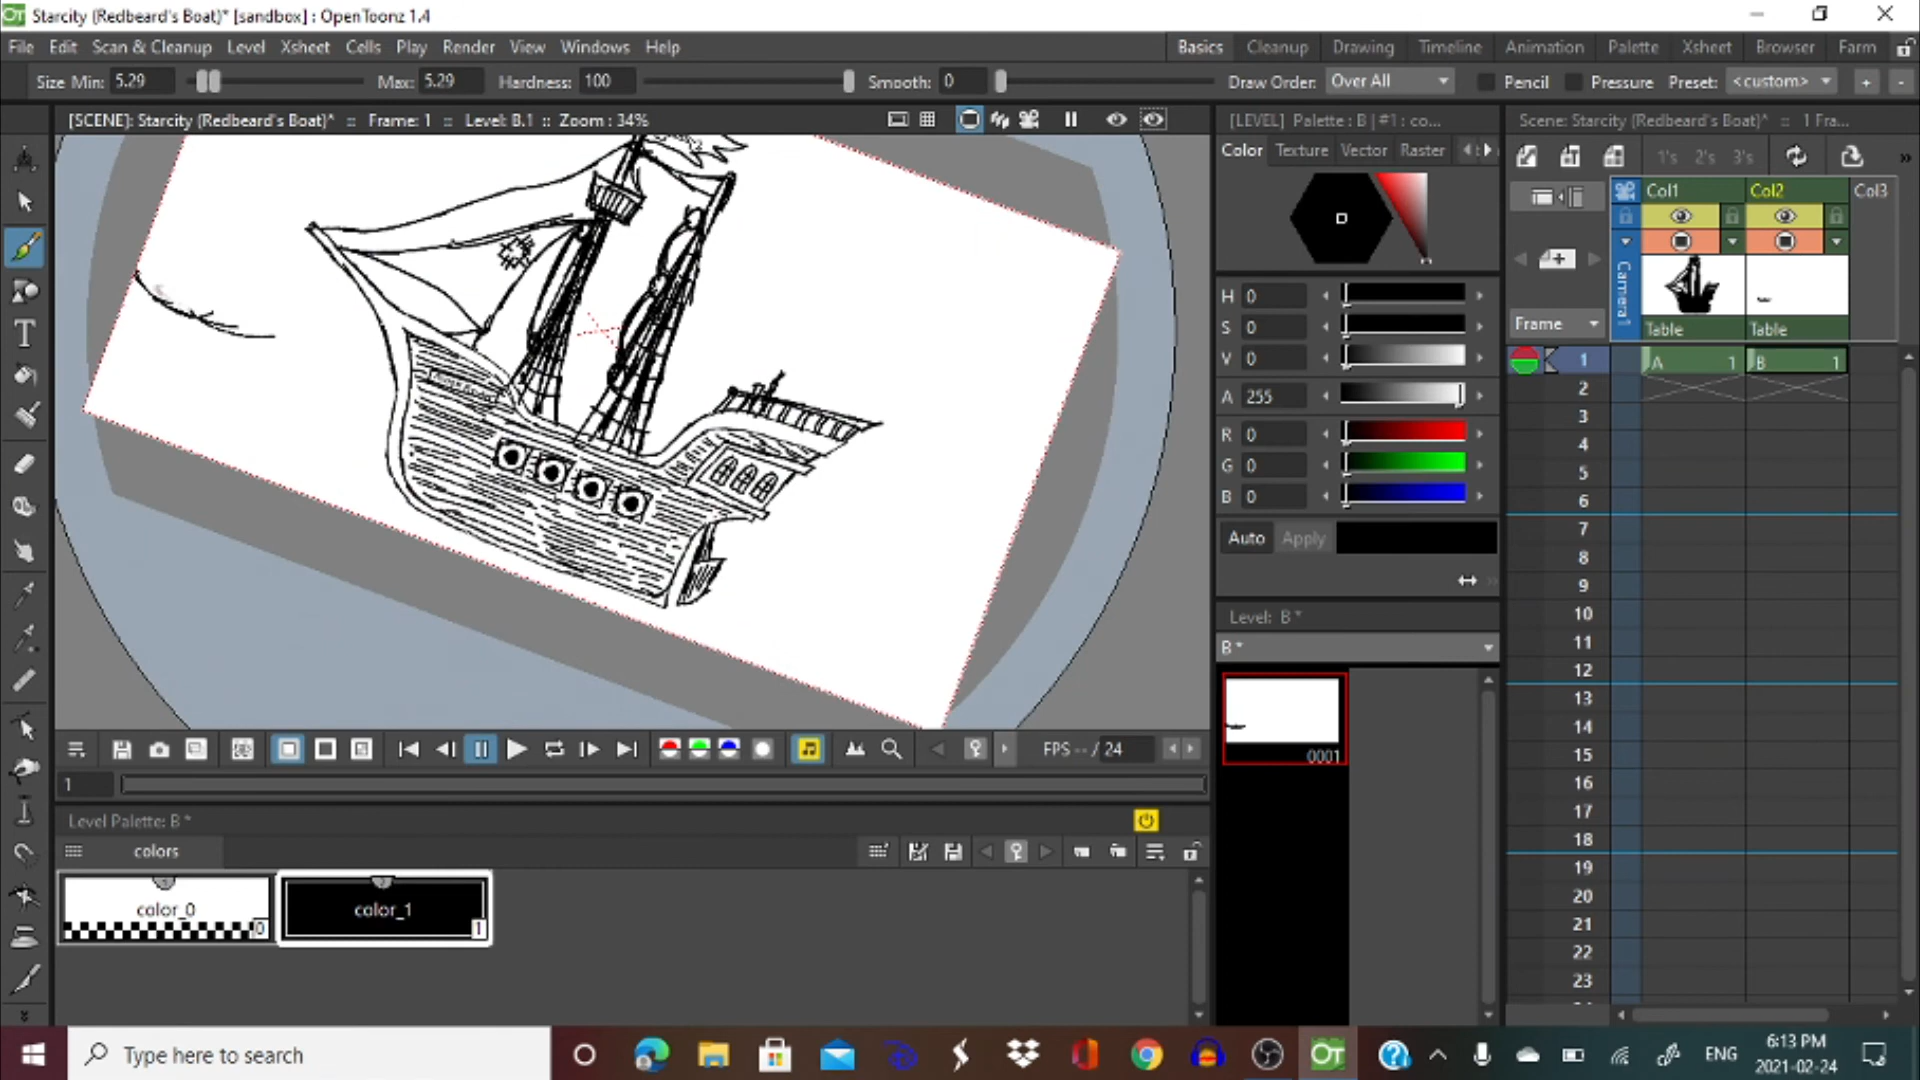 Starcity (Redbeard's Boat)* [sandbox] : OpenToonz 1.4
File Edit Scan & Cleanup Level Xsheet Cells Play Render View Windows Help
Basics Cleanup Drawing Timeline Animation Palette Xsheet Browser Farm
Size Min: 5.29 Max: 5.29 Hardness: 100 Smooth: 0 Draw Order: Over All Pencil Pressure Preset: <custom> + -
[SCENE]: Starcity (Redbeard's Boat)* :: Frame: 1 :: Level: B.1 :: Zoom : 34%
[LEVEL] Palette : B | #1 : co...
Scene: Starcity (Redbeard's Boat)* :: 1 Fra...
Color Texture Vector Raster
1's 2's 3's
Col1 Col2 Col3
H 0
S 0
V 0
A 255
R 0
G 0
B 0
Auto Apply
Frame
Camera1
Table Table
A 1 B 1
1
2
3
4
5
6
7
8
9
10
11
12
13
14
15
16
17
18
19
20
21
22
23
Level: B *
B *
0001
FPS -- / 24
1
Level Palette: B *
colors
color_0 0
color_1 1
Type here to search
OT
ENG
6:13 PM
2021-02-24